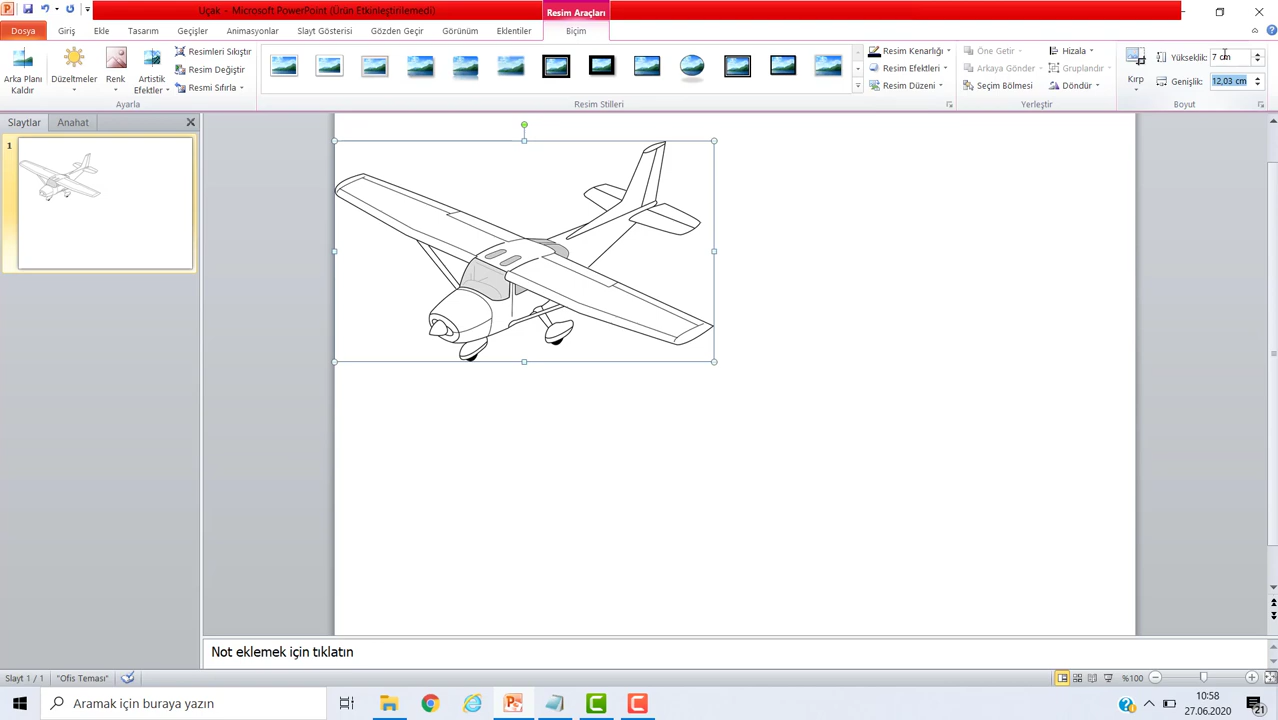 Uçak - Microsoft PowerPoint (Ürün Etkinleştirilemedi)
Resim Araçları
Dosya Giriş Ekle Tasarım Geçişler Animasyonlar Slayt Gösterisi Gözden Geçir Görünüm Eklentiler Biçim
Arka Planı Kaldır
Düzeltmeler
Renk
Artistik Efektler
Resimleri Sıkıştır
Resim Değiştir
Resmi Sıfırla
Ayarla
Resim Stilleri
Resim Kenarlığı
Resim Efektleri
Resim Düzeni
Öne Getir
Arkaya Gönder
Seçim Bölmesi
Hizala
Gruplandır
Döndür
Yerleştir
Kırp
Yükseklik: 7 cm
Genişlik: 12,03 cm
Boyut
Slaytlar Anahat
1
Not eklemek için tıklatın
Slayt 1 / 1 "Ofis Teması" %100
Aramak için buraya yazın
10:58
27.06.2020
21